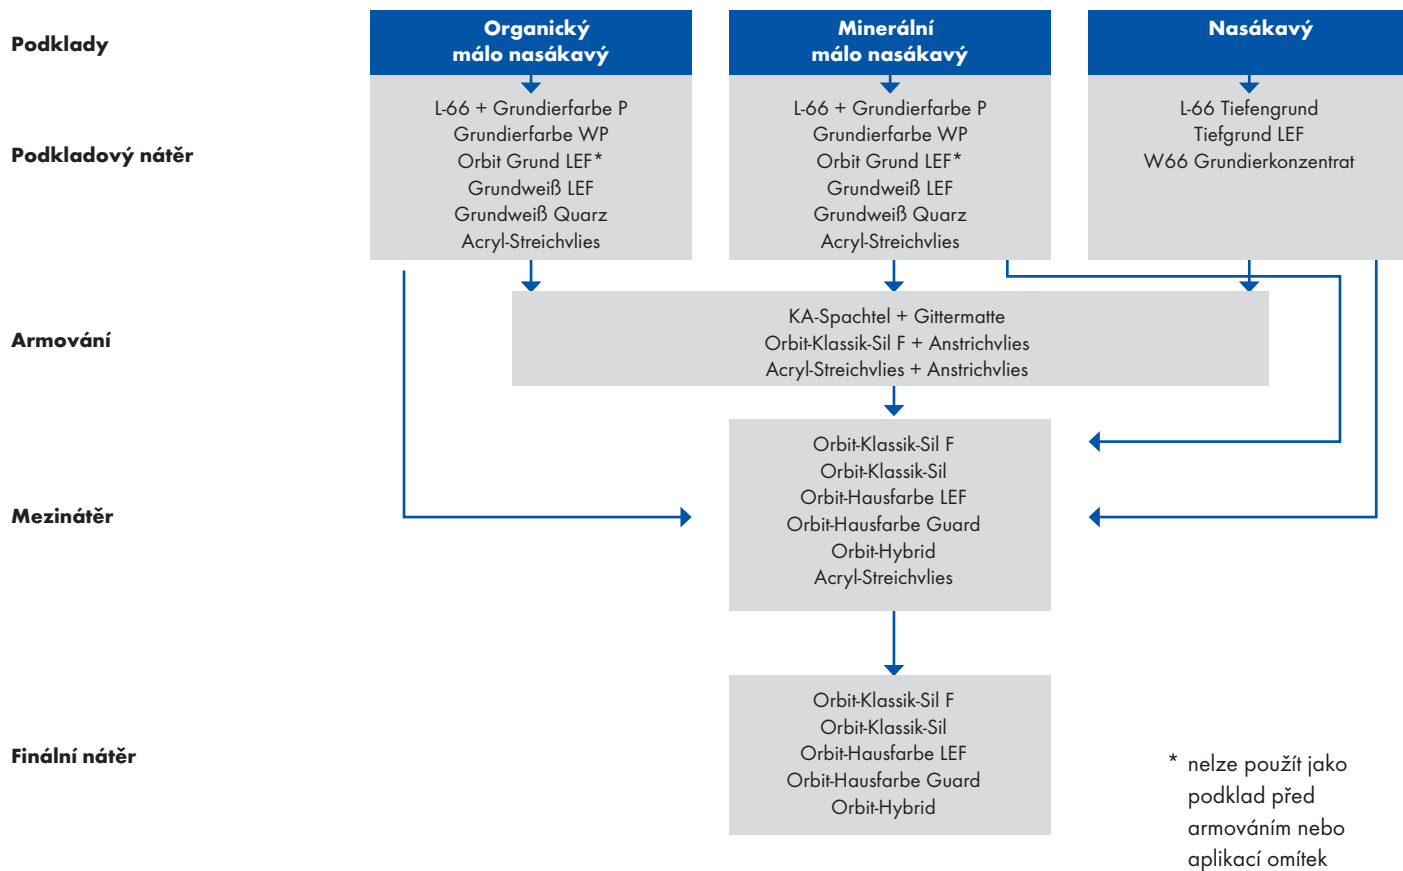 Podklady
Organický
málo nasákavý
Minerální
málo nasákavý
Nasákavý
Podkladový nátěr
L-66 + Grundierfarbe P
Grundierfarbe WP
Orbit Grund LEF*
Grundweiß LEF
Grundweiß Quarz
Acryl-Streichvlies
L-66 + Grundierfarbe P
Grundierfarbe WP
Orbit Grund LEF*
Grundweiß LEF
Grundweiß Quarz
Acryl-Streichvlies
L-66 Tiefengrund
Tiefgrund LEF
W66 Grundierkonzentrat
Armování
KA-Spachtel + Gittermatte
Orbit-Klassik-Sil F + Anstrichvlies
Acryl-Streichvlies + Anstrichvlies
Mezinátěr
Orbit-Klassik-Sil F
Orbit-Klassik-Sil
Orbit-Hausfarbe LEF
Orbit-Hausfarbe Guard
Orbit-Hybrid
Acryl-Streichvlies
Finální nátěr
Orbit-Klassik-Sil F
Orbit-Klassik-Sil
Orbit-Hausfarbe LEF
Orbit-Hausfarbe Guard
Orbit-Hybrid
* nelze použít jako
podklad před
armováním nebo
aplikací omítek